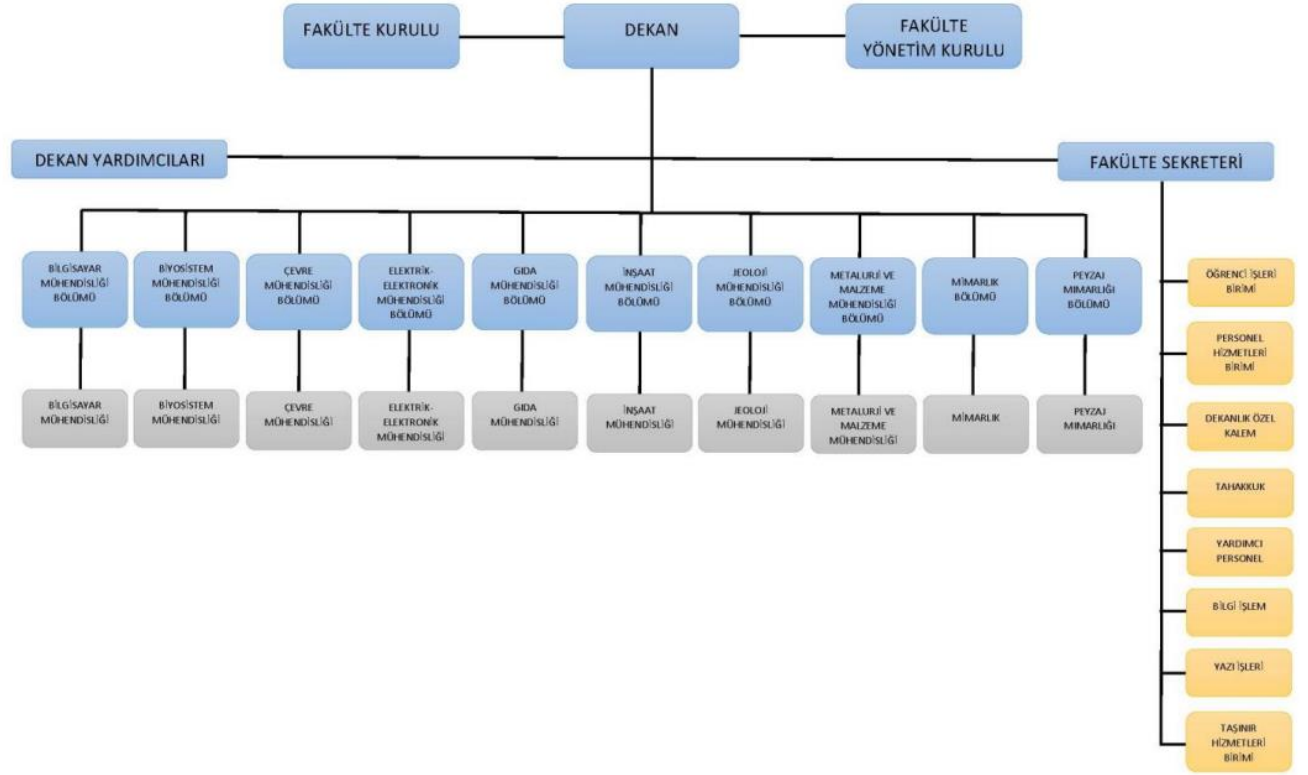 FAKÜLTE KURULU
DEKAN
FAKÜLTE
YÖNETİM KURULU
DEKAN YARDIMCILARI
FAKÜLTE SEKRETERİ
BİLGİSAYAR
MÜHENDİSLİĞİ
BÖLÜMÜ
BİYOSİSTEM
MÜHENDİSLİĞİ
BÖLÜMÜ
ÇEVRE
MÜHENDİSLİĞİ
BÖLÜMÜ
ELEKTRİK-
ELEKTRONİK
MÜHENDİSLİĞİ
BÖLÜMÜ
GIDA
MÜHENDİSLİĞİ
BÖLÜMÜ
İNŞAAT
MÜHENDİSLİĞİ
BÖLÜMÜ
JEOLOJİ
MÜHENDİSLİĞİ
BÖLÜMÜ
METALURJİ VE
MALZEME
MÜHENDİSLİĞİ
BÖLÜMÜ
MİMARLIK
BÖLÜMÜ
PEYZAJ
MIMARLIĞI
BÖLÜMÜ
BİLGİSAYAR
MÜHENDİSLİĞİ
BİYOSİSTEM
MÜHENDİSLİĞİ
ÇEVRE
MÜHENDİSLİĞİ
ELEKTRİK-
ELEKTRONİK
MÜHENDİSLİĞİ
GIDA
MÜHENDİSLİĞİ
İNŞAAT
MÜHENDİSLİĞİ
JEOLOJİ
MÜHENDİSLİĞİ
METALURJİ VE
MALZEME
MÜHENDİSLİĞİ
MİMARLIK
PEYZAJ
MIMARLIĞI
ÖĞRENCİ İŞLERİ
BİRİMİ
PERSONEL
HİZMETLERİ
BİRİMİ
DEKANLIK ÖZEL
KALEM
TAHAKKUK
YARDIMCI
PERSONEL
BİLGİ İŞLEM
YAZI İŞLERİ
TAŞINIR
HİZMETLERİ
BİRİMİ